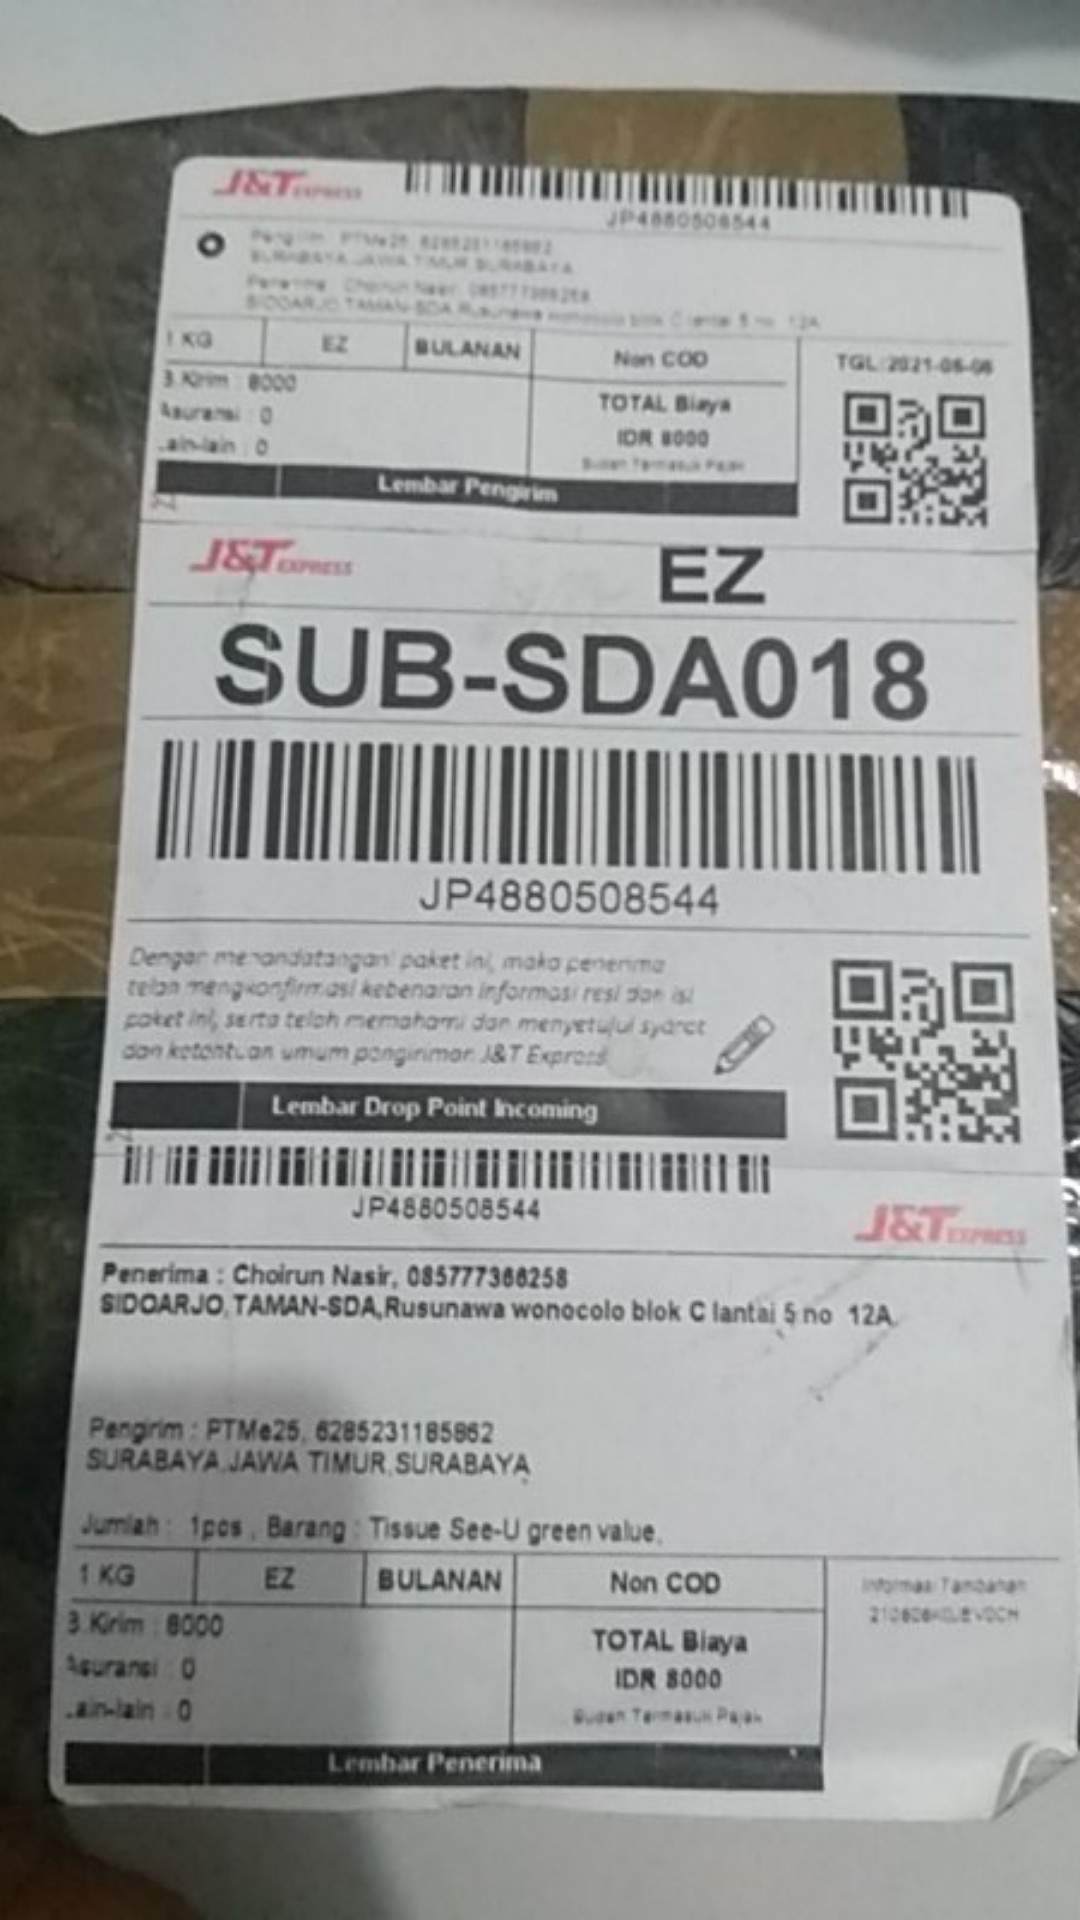 J&T EXPRESS
JP4880508544
Pengirim : PTMe25, 6285231185862
SURABAYA,JAWA TIMUR,SURABAYA
Penerima : Choirun Nasir, 085777366258
SIDOARJO,TAMAN-SDA,Rusunawa wonocolo blok C lantai 5 no 12A
1 KG EZ BULANAN Non COD TGL:2021-06-06
B.Kirim : 8000 TOTAL Biaya
Asuransi : 0 IDR 8000
Lain-lain : 0 Sudah Termasuk Pajak
Lembar Pengirim
J&T EXPRESS EZ
SUB-SDA018
JP4880508544
Dengan menandatangani paket ini, maka penerima
telah mengkonfirmasi kebenaran informasi resi dan isi
paket ini, serta telah memahami dan menyetujui syarat
dan ketentuan umum pengiriman J&T Express
Lembar Drop Point Incoming
JP4880508544
J&T EXPRESS
Penerima : Choirun Nasir, 085777366258
SIDOARJO,TAMAN-SDA,Rusunawa wonocolo blok C lantai 5 no 12A
Pengirim : PTMe25, 6285231185862
SURABAYA,JAWA TIMUR,SURABAYA
Jumlah : 1pcs , Barang : Tissue See-U green value,
1 KG EZ BULANAN Non COD Informasi Tambahan
B.Kirim : 8000 TOTAL Biaya
Asuransi : 0 IDR 8000
Lain-lain : 0 Sudah Termasuk Pajak
Lembar Penerima